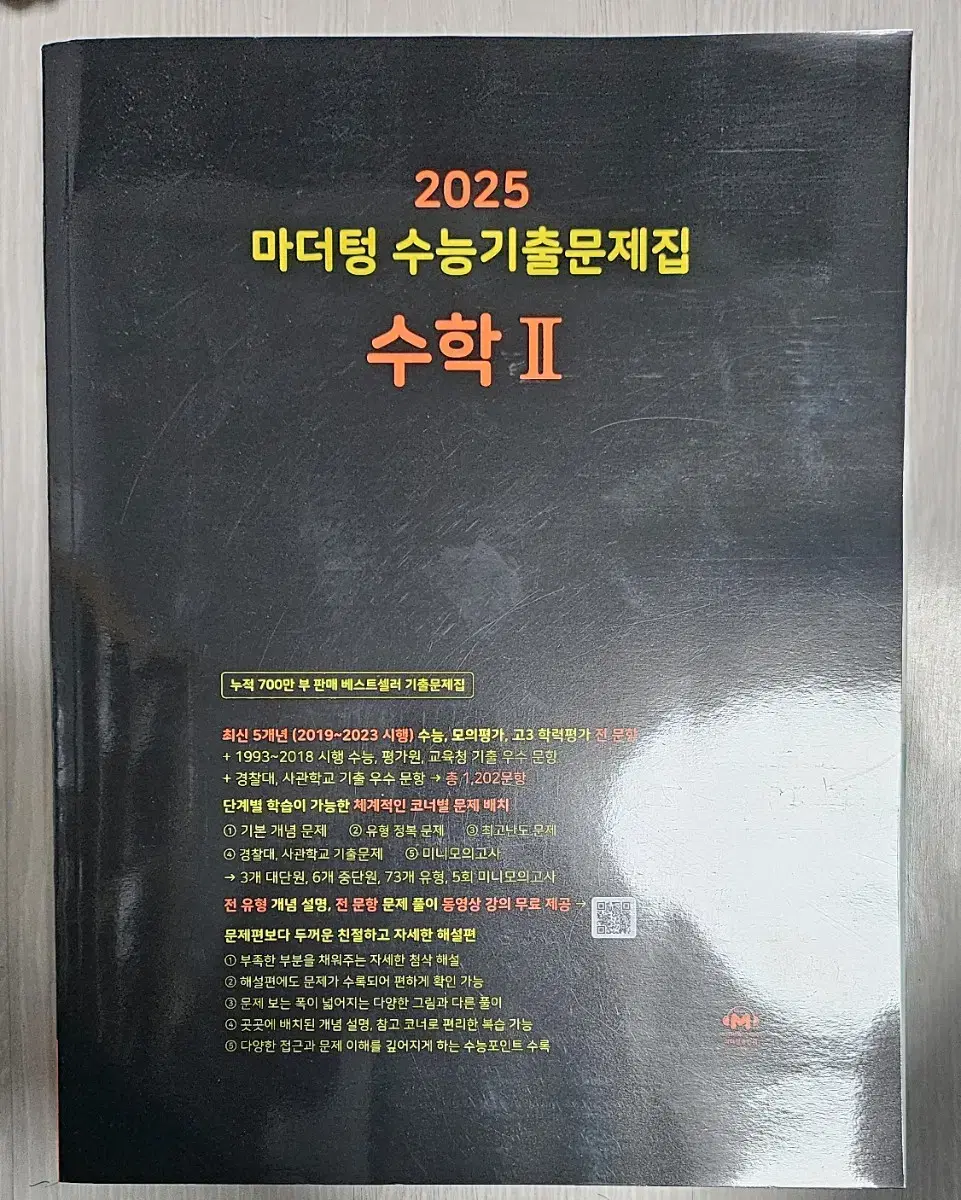 2025
마더텅 수능기출문제집
수학 Ⅱ
누적 700만 부 판매 베스트셀러 기출문제집
최신 5개년 (2019~2023 시행) 수능, 모의평가, 고3 학력평가 전 문항
+ 1993~2018 시행 수능, 평가원, 교육청 기출 우수 문항
+ 경찰대, 사관학교 기출 우수 문항 → 총 1,202문항
단계별 학습이 가능한 체계적인 코너별 문제 배치
① 기본 개념 문제 ② 유형 정복 문제 ③ 최고난도 문제
④ 경찰대, 사관학교 기출문제 ⑤ 미니모의고사
→ 3개 대단원, 6개 중단원, 73개 유형, 5회 미니모의고사
전 유형 개념 설명, 전 문항 문제 풀이 동영상 강의 무료 제공 →
문제편보다 두꺼운 친절하고 자세한 해설편
① 부족한 부분을 채워주는 자세한 첨삭 해설
② 해설편에도 문제가 수록되어 편하게 확인 가능
③ 문제 보는 폭이 넓어지는 다양한 그림과 다른 풀이
④ 곳곳에 배치된 개념 설명, 참고 코너로 편리한 복습 가능
⑤ 다양한 접근과 문제 이해를 깊어지게 하는 수능포인트 수록
M